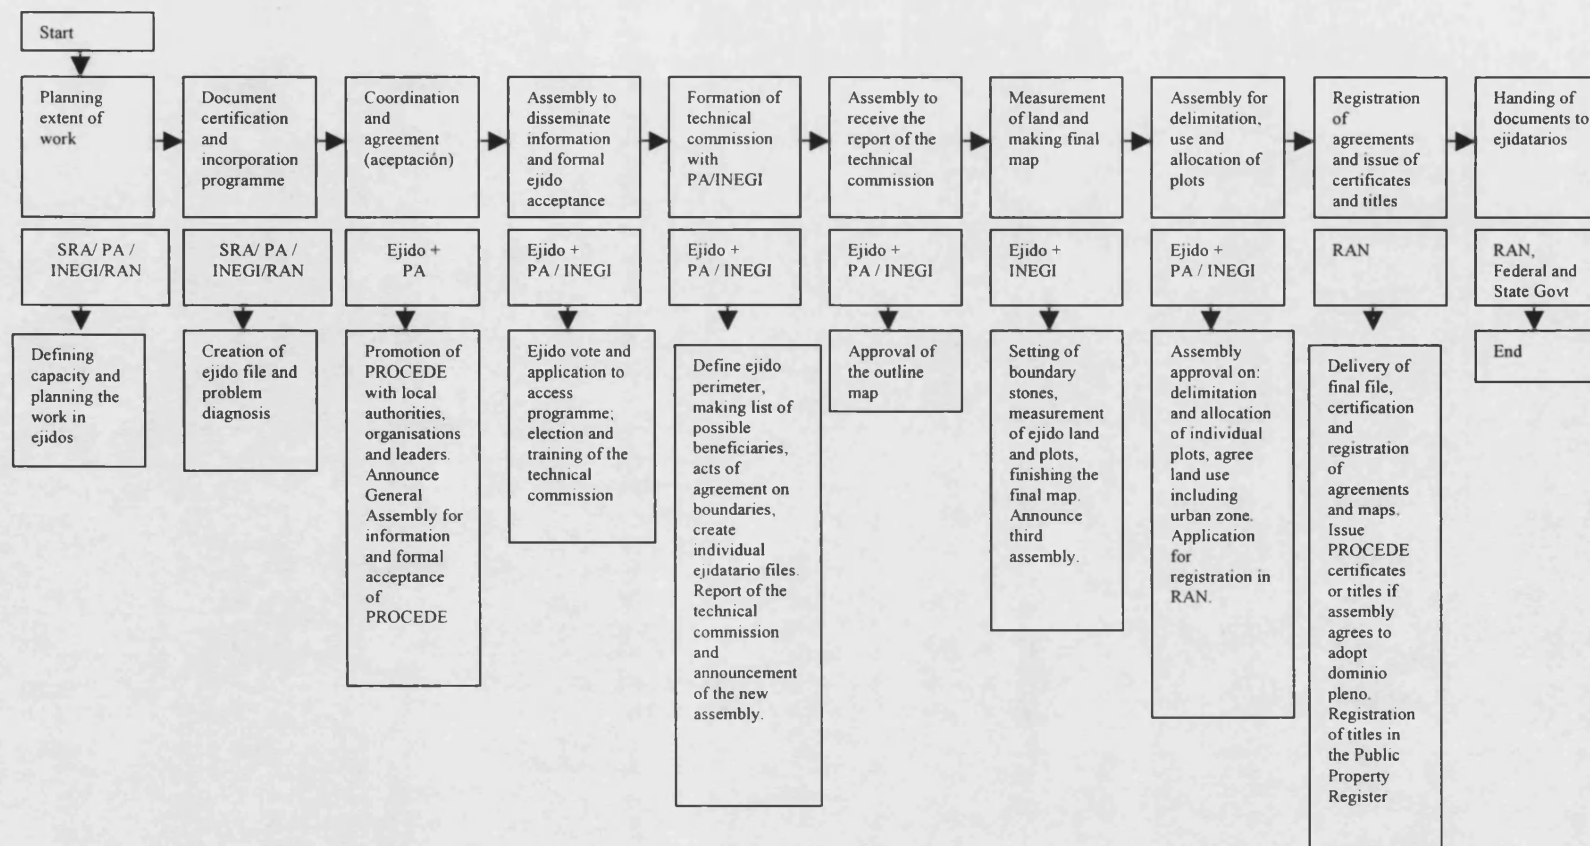 Start
Planning
extent of
work
Document
certification
and
incorporation
programme
Coordination
and
agreement
(aceptación)
Assembly to
disseminate
information
and formal
ejido
acceptance
Formation of
technical
commission
with
PA/INEGI
Assembly to
receive the
report of the
technical
commission
Measurement
of land and
making final
map
Assembly for
delimitation,
use and
allocation of
plots
Registration
of
agreements
and issue of
certificates
and titles
Handing of
documents to
ejidatarios
SRA/ PA /
INEGI/RAN
SRA/ PA /
INEGI/RAN
Ejido +
PA
Ejido +
PA / INEGI
Ejido +
PA / INEGI
Ejido +
PA / INEGI
Ejido +
INEGI
Ejido +
PA / INEGI
RAN
RAN,
Federal and
State Govt
Defining
capacity and
planning the
work in
ejidos
Creation of
ejido file and
problem
diagnosis
Promotion of
PROCEDE
with local
authorities,
organisations
and leaders.
Announce
General
Assembly for
information
and formal
acceptance
of
PROCEDE
Ejido vote and
application to
access
programme;
election and
training of the
technical
commission
Define ejido
perimeter,
making list of
possible
beneficiaries,
acts of
agreement on
boundaries,
create
individual
ejidatario files.
Report of the
technical
commission
and
announcement
of the new
assembly.
Approval of
the outline
map
Setting of
boundary
stones,
measurement
of ejido land
and plots,
finishing the
final map.
Announce
third
assembly.
Assembly
approval on:
delimitation
and allocation
of individual
plots, agree
land use
including
urban zone.
Application
for
registration in
RAN.
Delivery of
final file,
certification
and
registration
of
agreements
and maps.
Issue
PROCEDE
certificates
or titles if
assembly
agrees to
adopt
dominio
pleno.
Registration
of titles in
the Public
Property
Register
End